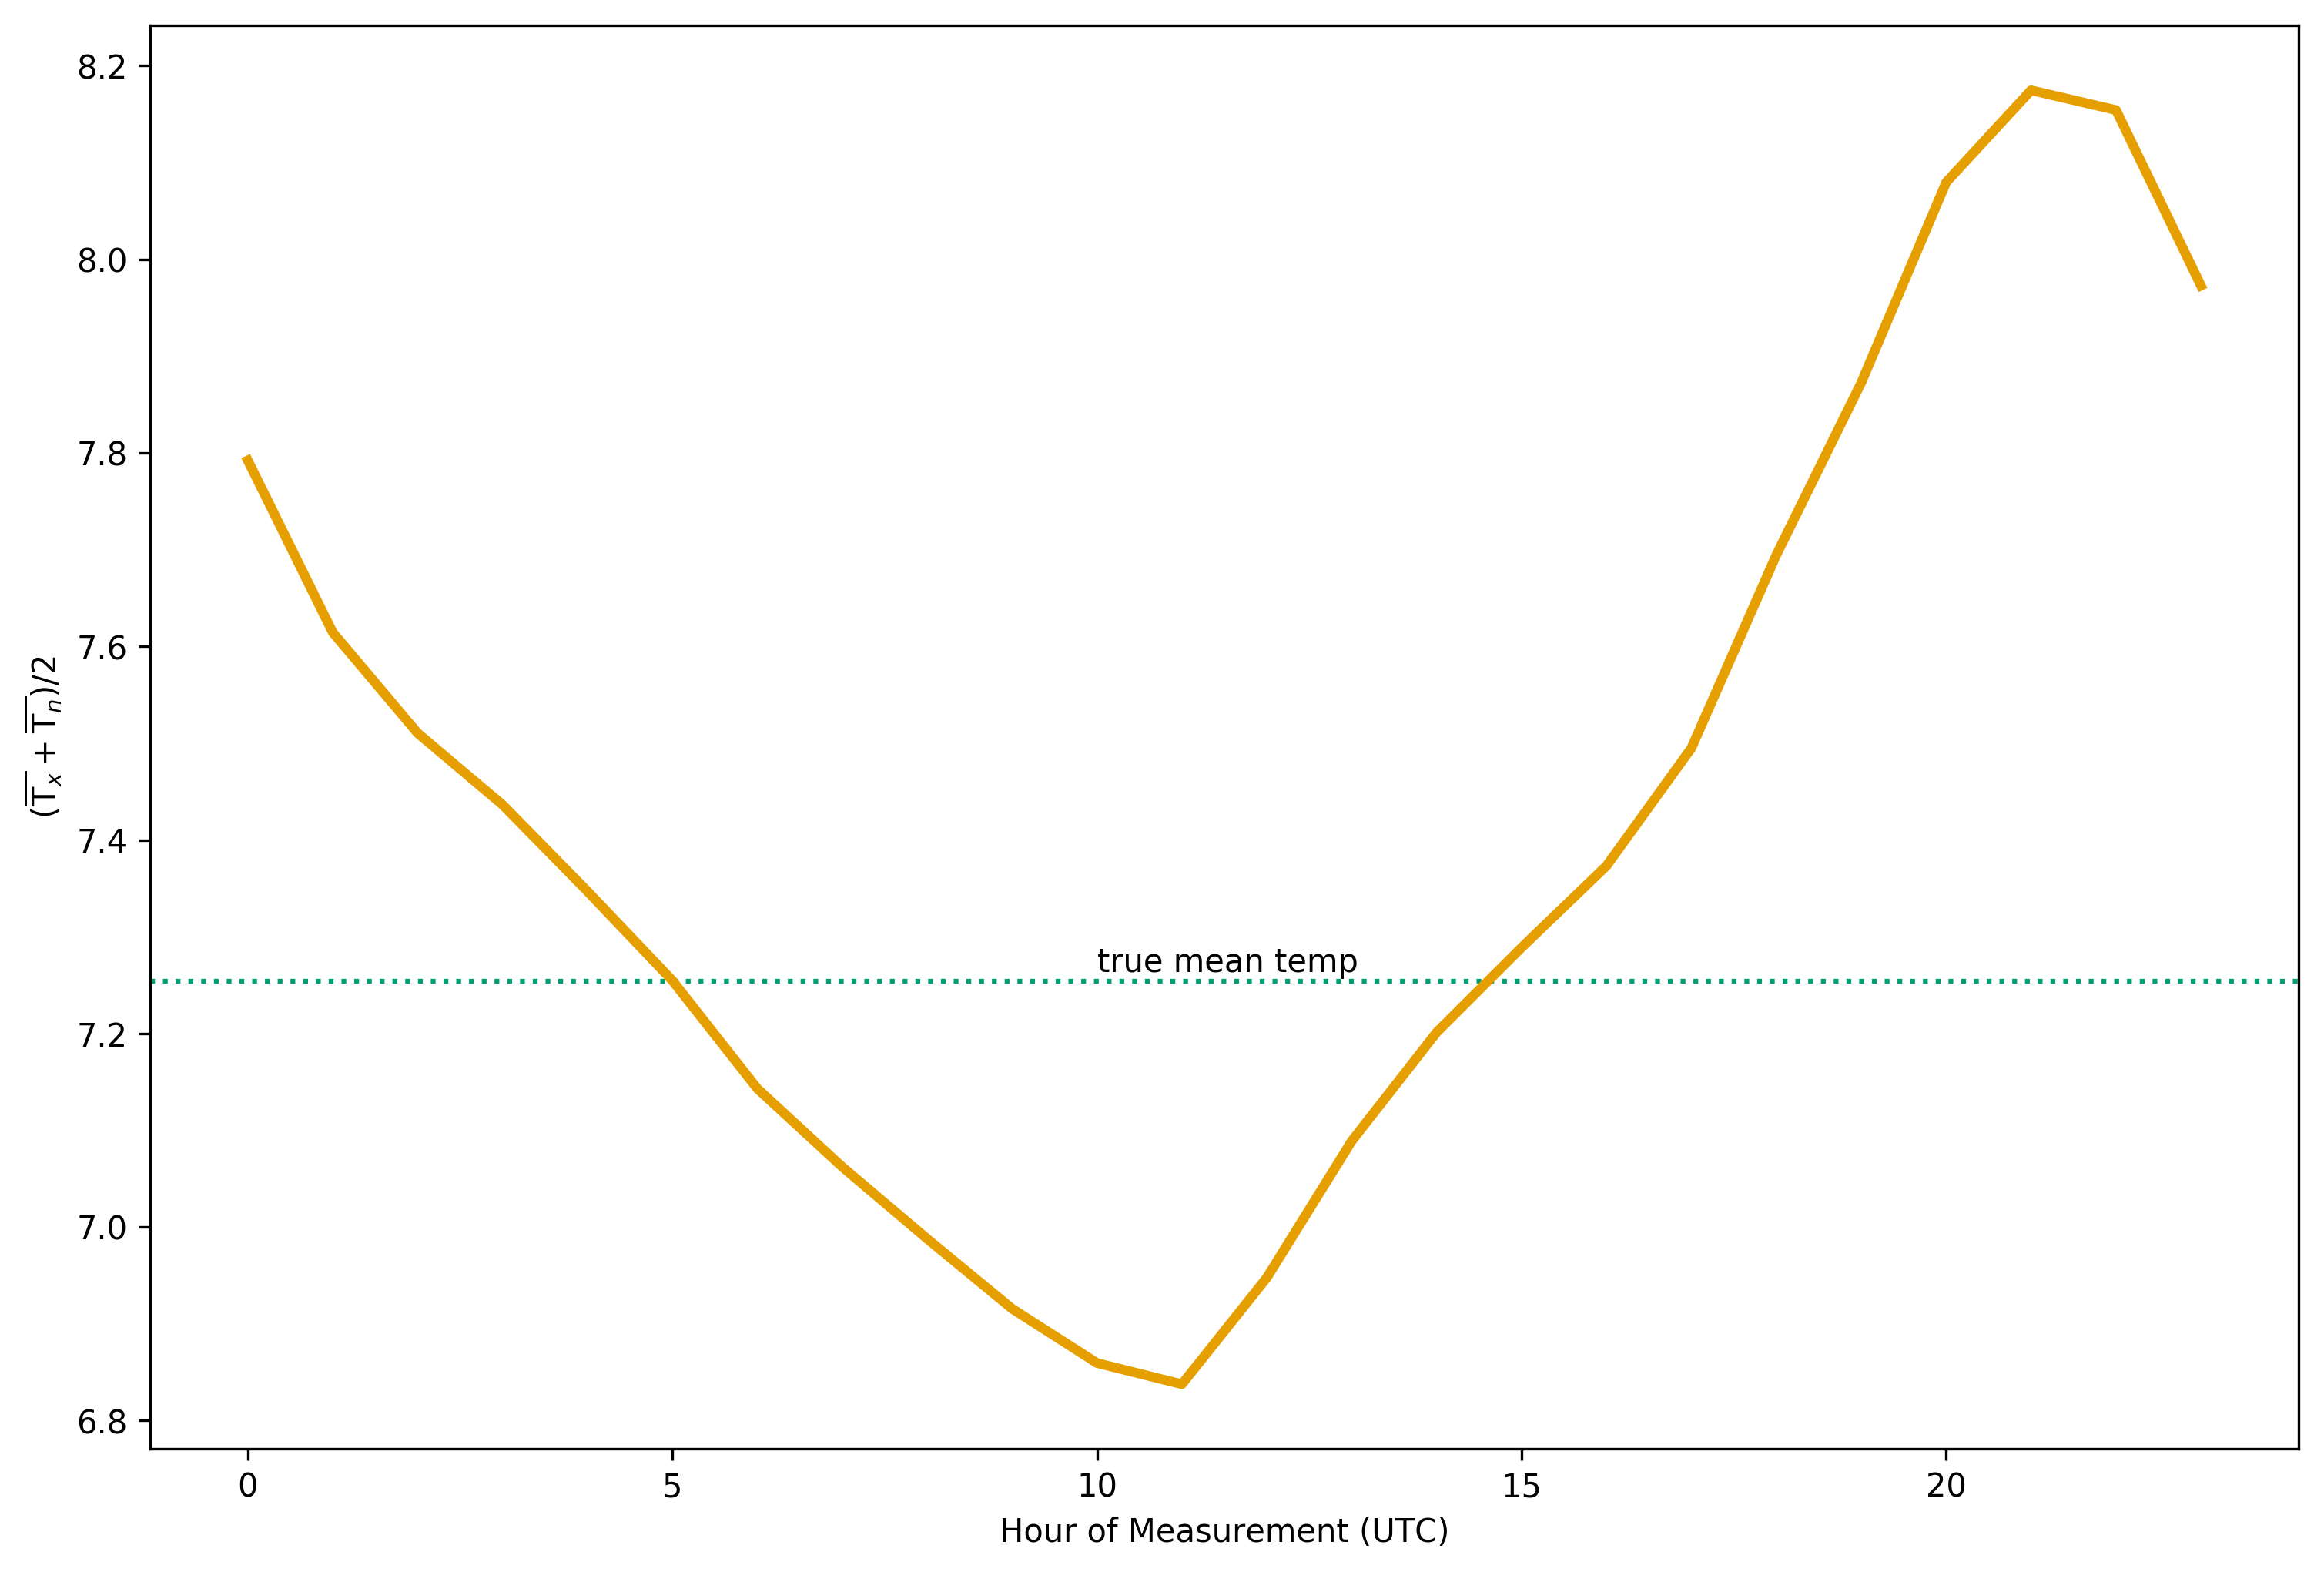 8.2
8.0
7.8
7.6
7.4
7.2
7.0
6.8
(T̅ₓ + T̅ₙ)/2
true mean temp
0 5 10 15 20
Hour of Measurement (UTC)